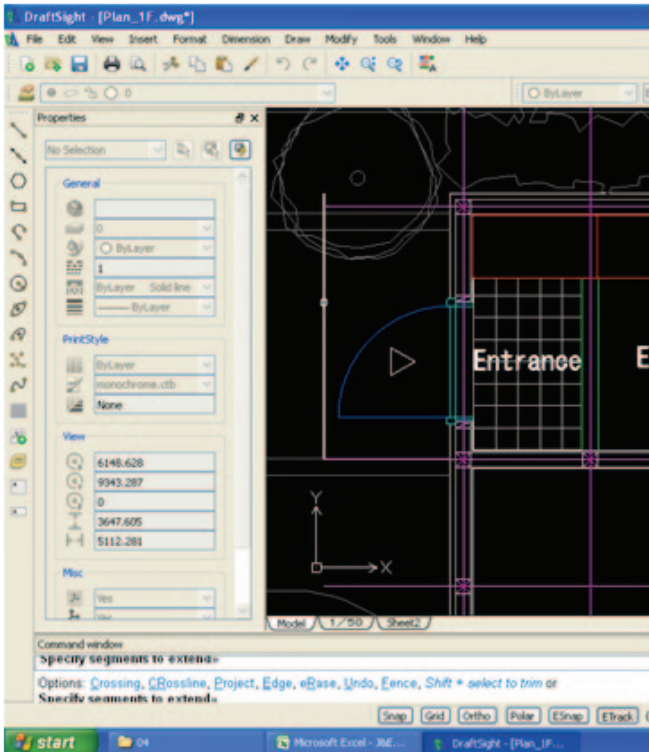 DraftSight - [Plan_1F.dwg*]
File Edit View Insert Format Dimension Draw Modify Tools Window Help
0 ByLayer
Properties
No Selection
General
0
ByLayer
1
ByLayer Solid line
ByLayer
PrintStyle
ByLayer
monochrome.ctb
None
View
6148.628
9343.287
0
3647.605
5112.281
Misc
Yes
Entrance
E
Y
X
Model 1/50 Sheet2
Command window
Specify segments to extend»
Options: Crossing, CRossline, Project, Edge, eRase, Undo, Fence, Shift + select to trim or
Specify segments to extend»
Snap Grid Ortho Polar ESnap ETrack
start 04 Microsoft Excel - J6E... DraftSight - [Plan_1F...